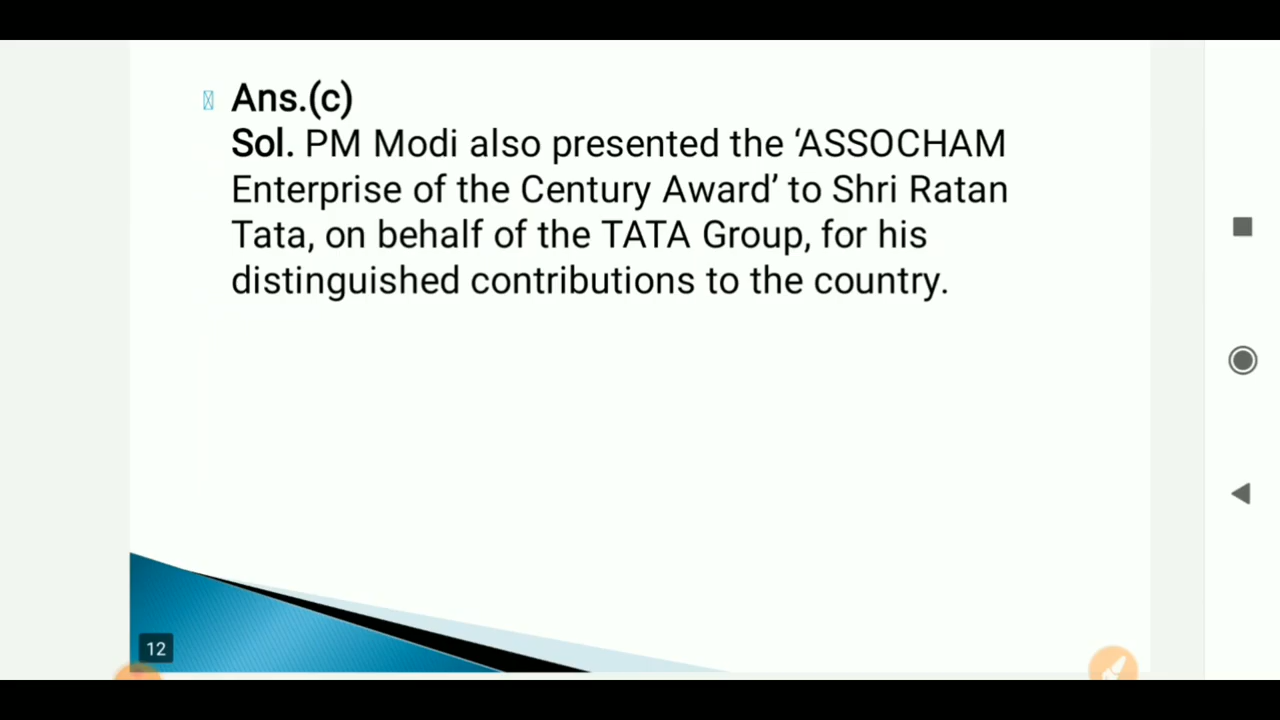 Ans.(c)
Sol. PM Modi also presented the ‘ASSOCHAM
Enterprise of the Century Award’ to Shri Ratan
Tata, on behalf of the TATA Group, for his
distinguished contributions to the country.
12